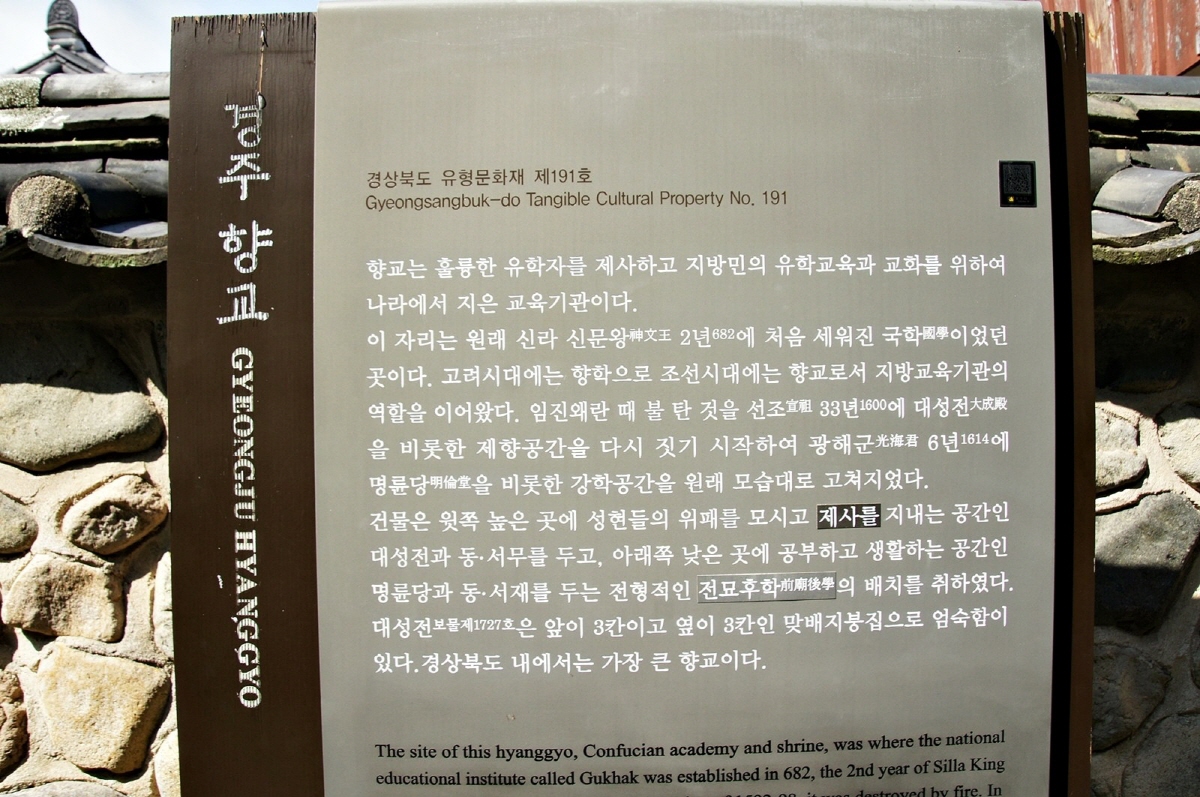 경주 향교 GYEONGJU HYANGGYO
경상북도 유형문화재 제191호
Gyeongsangbuk-do Tangible Cultural Property No. 191
향교는 훌륭한 유학자를 제사하고 지방민의 유학교육과 교화를 위하여
나라에서 지은 교육기관이다.
이 자리는 원래 신라 신문왕神文王 2년682에 처음 세워진 국학國學이었던
곳이다. 고려시대에는 향학으로 조선시대에는 향교로서 지방교육기관의
역할을 이어왔다. 임진왜란 때 불 탄 것을 선조宣祖 33년1600에 대성전大成殿
을 비롯한 제향공간을 다시 짓기 시작하여 광해군光海君 6년1614에
명륜당明倫堂을 비롯한 강학공간을 원래 모습대로 고쳐지었다.
건물은 윗쪽 높은 곳에 성현들의 위패를 모시고 제사를 지내는 공간인
대성전과 동·서무를 두고, 아래쪽 낮은 곳에 공부하고 생활하는 공간인
명륜당과 동·서재를 두는 전형적인 전묘후학前廟後學의 배치를 취하였다.
대성전보물제1727호은 앞이 3칸이고 옆이 3칸인 맞배지붕집으로 엄숙함이
있다.경상북도 내에서는 가장 큰 향교이다.
The site of this hyanggyo, Confucian academy and shrine, was where the national
educational institute called Gukhak was established in 682, the 2nd year of Silla King
it was destroyed by fire. In